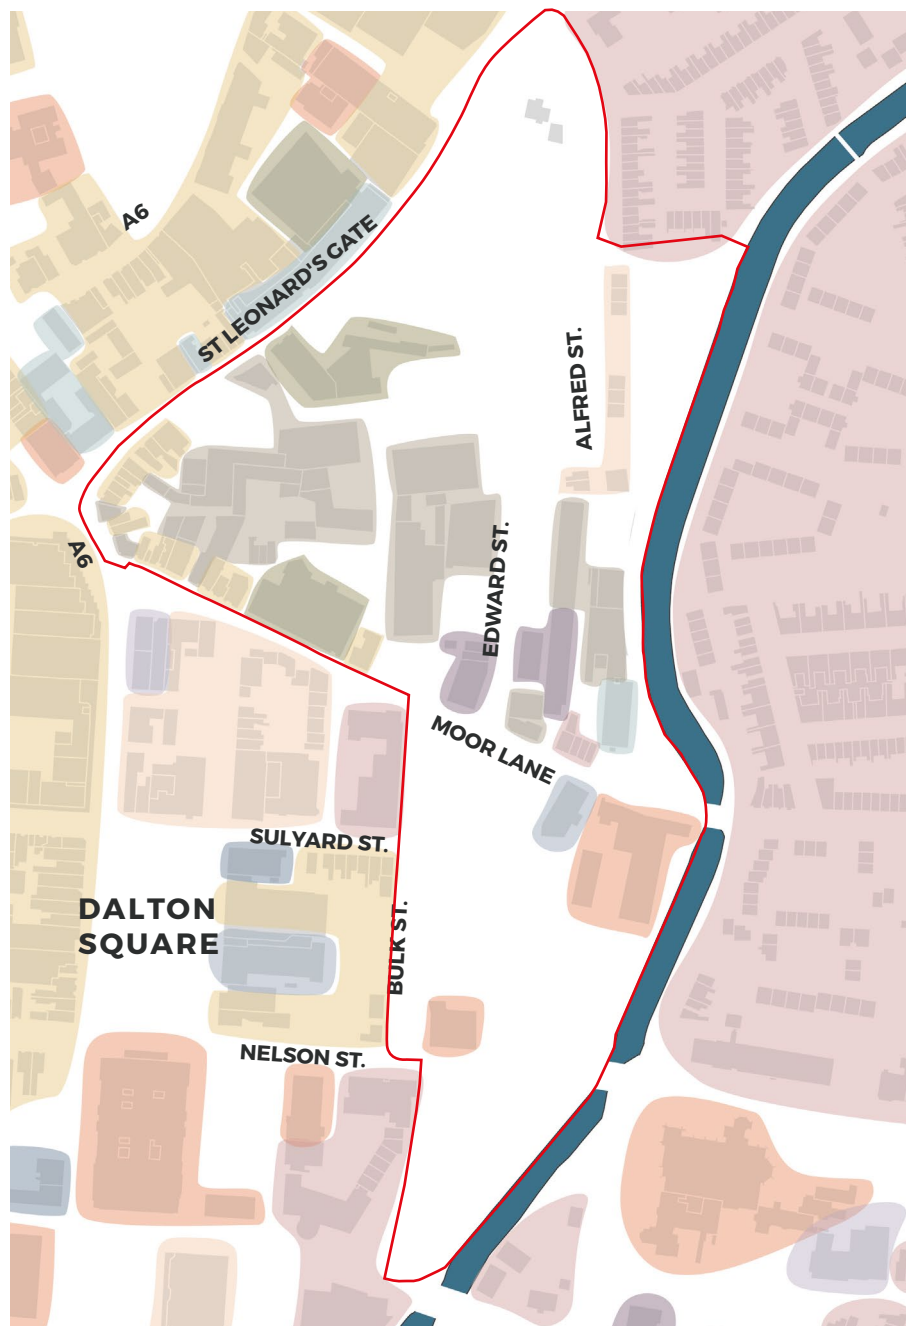 A6
ST LEONARD'S GATE
ALFRED ST.
A6
EDWARD ST.
MOOR LANE
SULYARD ST.
DALTON
SQUARE
BULK ST.
NELSON ST.